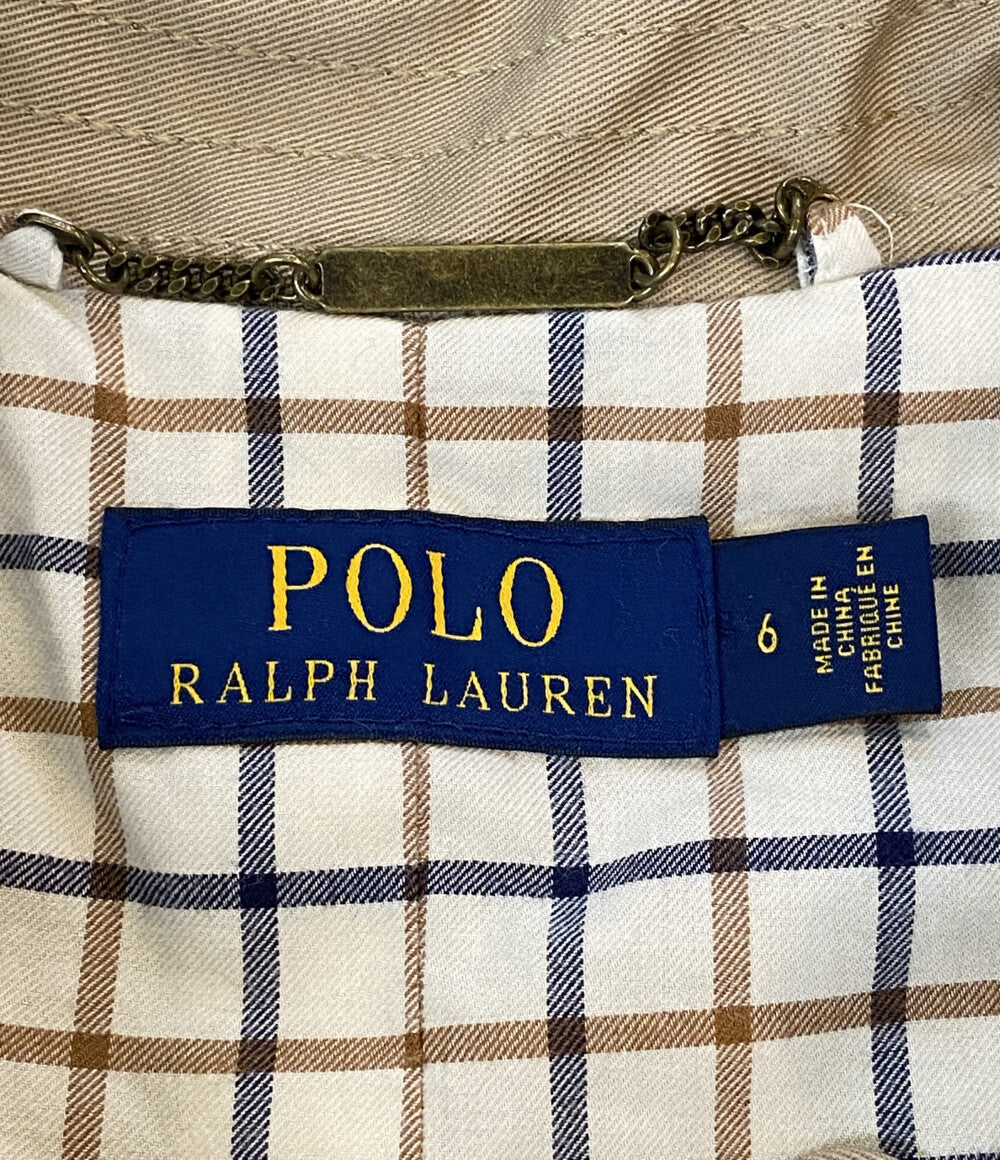 POLO
RALPH LAUREN
6
MADE IN
CHINA
FABRIQUÉ EN
CHINE